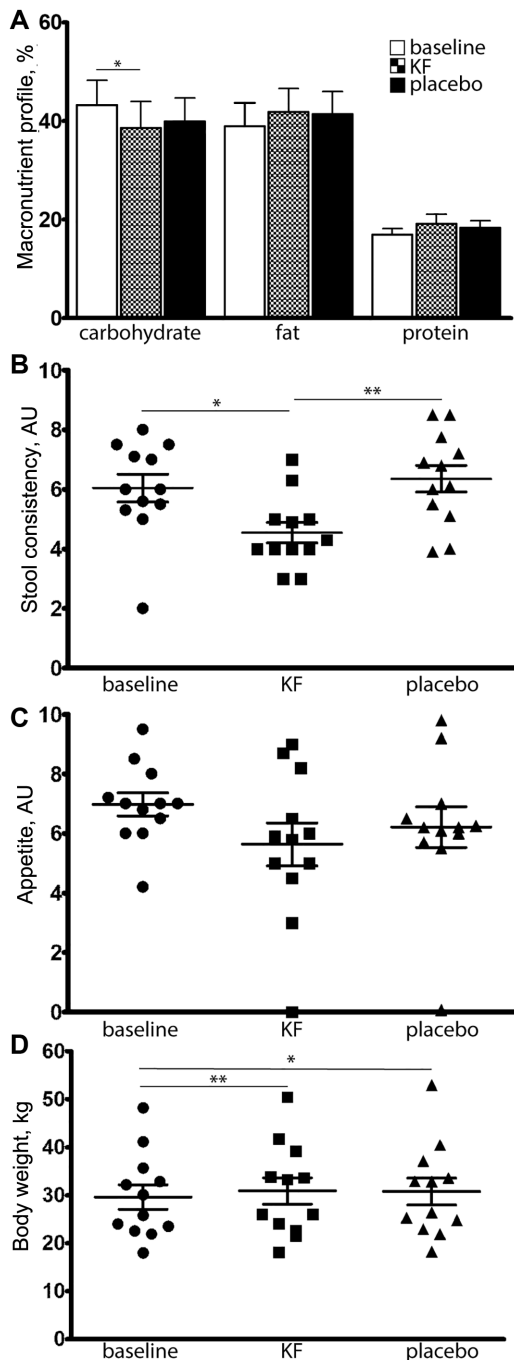 A
Macronutrient profile, %
60
40
20
0
*
baseline
KF
placebo
carbohydrate fat protein
B
Stool consistency, AU
10
8
6
4
2
0
* **
baseline KF placebo
C
Appetite, AU
10
8
6
4
2
0
baseline KF placebo
D
Body weight, kg
60
50
40
30
20
10
0
*
**
baseline KF placebo